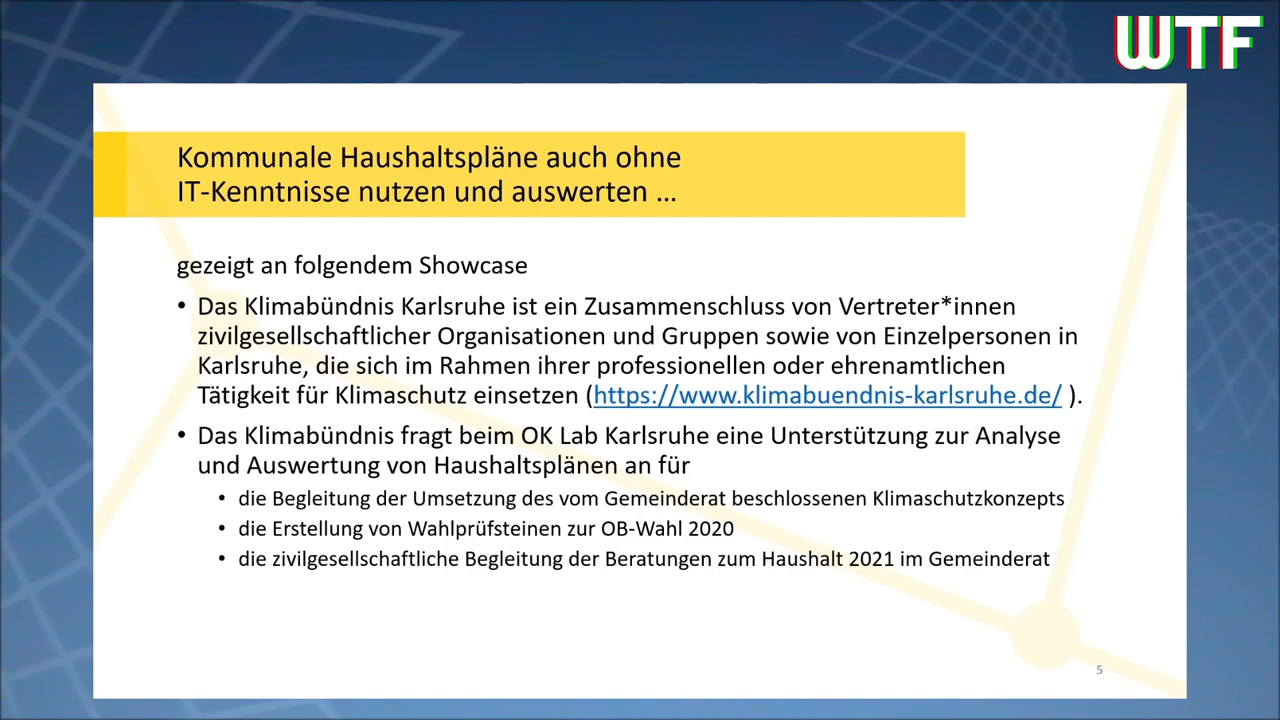 WTF
Kommunale Haushaltspläne auch ohne
IT-Kenntnisse nutzen und auswerten ...
gezeigt an folgendem Showcase
• Das Klimabündnis Karlsruhe ist ein Zusammenschluss von Vertreter*innen
zivilgesellschaftlicher Organisationen und Gruppen sowie von Einzelpersonen in
Karlsruhe, die sich im Rahmen ihrer professionellen oder ehrenamtlichen
Tätigkeit für Klimaschutz einsetzen (https://www.klimabuendnis-karlsruhe.de/ ).
• Das Klimabündnis fragt beim OK Lab Karlsruhe eine Unterstützung zur Analyse
und Auswertung von Haushaltsplänen an für
• die Begleitung der Umsetzung des vom Gemeinderat beschlossenen Klimaschutzkonzepts
• die Erstellung von Wahlprüfsteinen zur OB-Wahl 2020
• die zivilgesellschaftliche Begleitung der Beratungen zum Haushalt 2021 im Gemeinderat
5